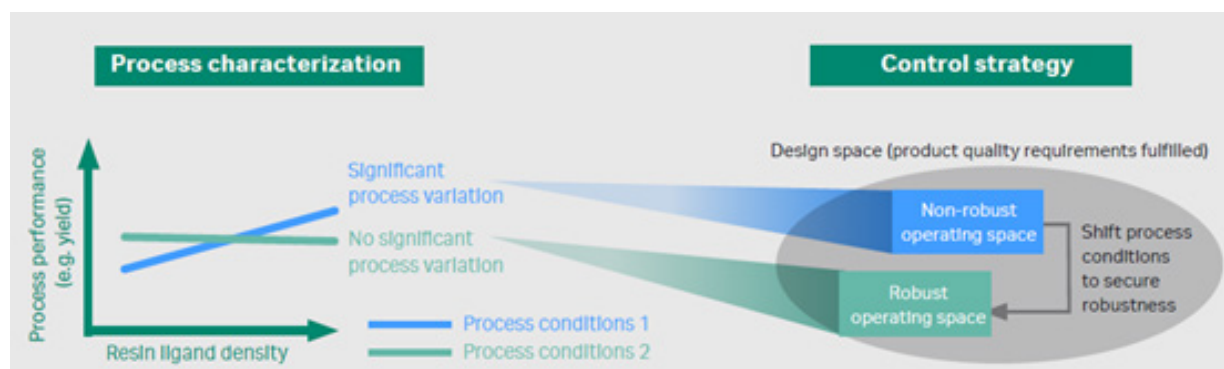 Process characterization
Control strategy
Process performance
(e.g. yield)
Resin ligand density
Significant
process variation
No significant
process variation
Process conditions 1
Process conditions 2
Design space (product quality requirements fulfilled)
Non-robust
operating space
Robust
operating space
Shift process
conditions
to secure
robustness